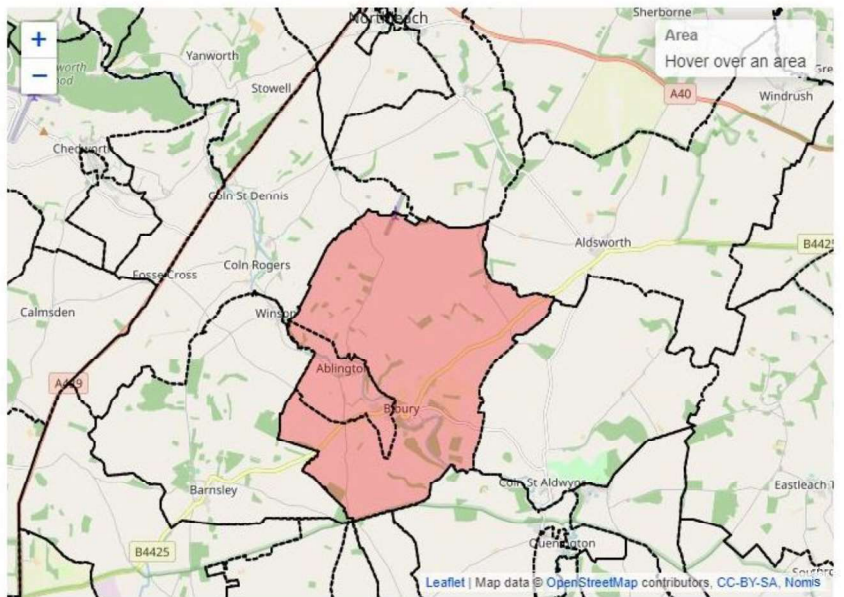 Sherborne
+
Area
Hover over an area
−
Yanworth
Stowell
A40
Windrush
Chedworth
Coln St Dennis
Aldsworth
B4425
Coln Rogers
Fosse Cross
Calmsden
Winson
Ablington
A429
Bibury
Barnsley
Coln St Aldwyns
Eastleach T
B4425
Quenington
Leaflet | Map data © OpenStreetMap contributors, CC-BY-SA, Nomis